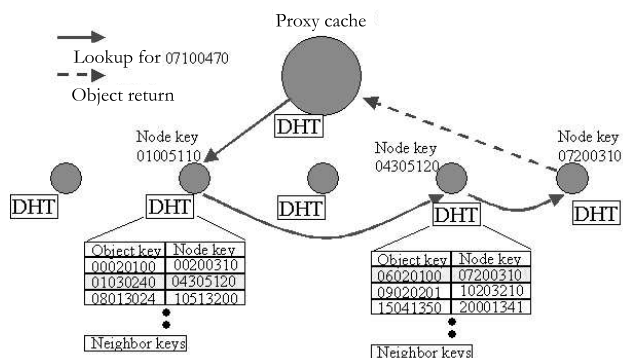 Proxy cache
Lookup for 07100470
Object return
DHT
Node key
01005110
Node key
04305120
Node key
07200310
DHT
DHT
DHT
DHT
DHT
Object key Node key
00020100 00200310
01030240 04305120
08013024 10513200
Neighbor keys
Object key Node key
06020100 07200310
09020201 10203210
15041350 20001341
Neighbor keys